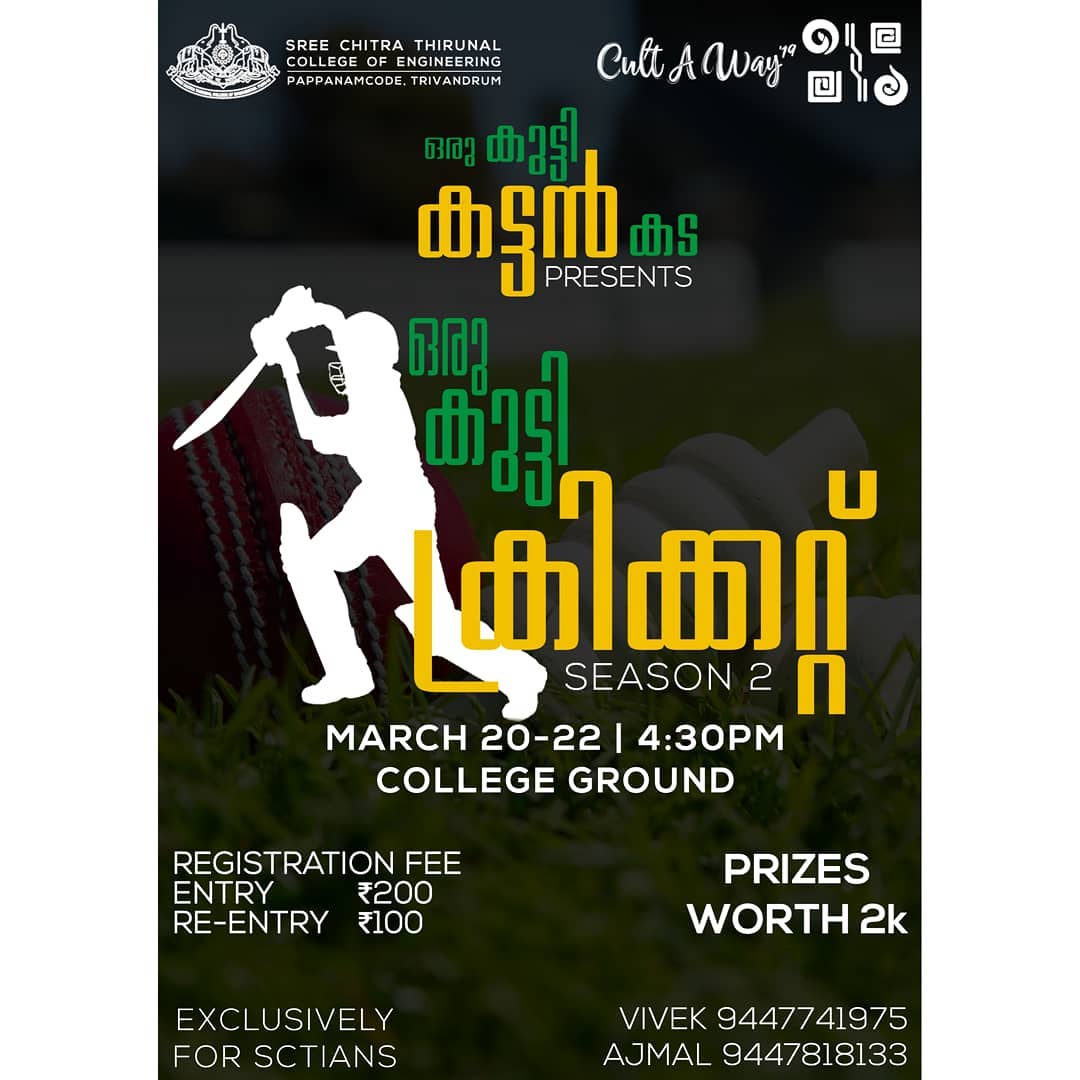 SREE CHITRA THIRUNAL
COLLEGE OF ENGINEERING
PAPPANAMCODE, TRIVANDRUM
Cult A Way '19
ഒരു കുട്ടി
കട്ടൻ കട
PRESENTS
ഒരു
കുട്ടി
ക്രിക്കറ്റ്
SEASON 2
MARCH 20-22 | 4:30PM
COLLEGE GROUND
REGISTRATION FEE
ENTRY ₹200
RE-ENTRY ₹100
PRIZES
WORTH 2k
EXCLUSIVELY
FOR SCTIANS
VIVEK 9447741975
AJMAL 9447818133